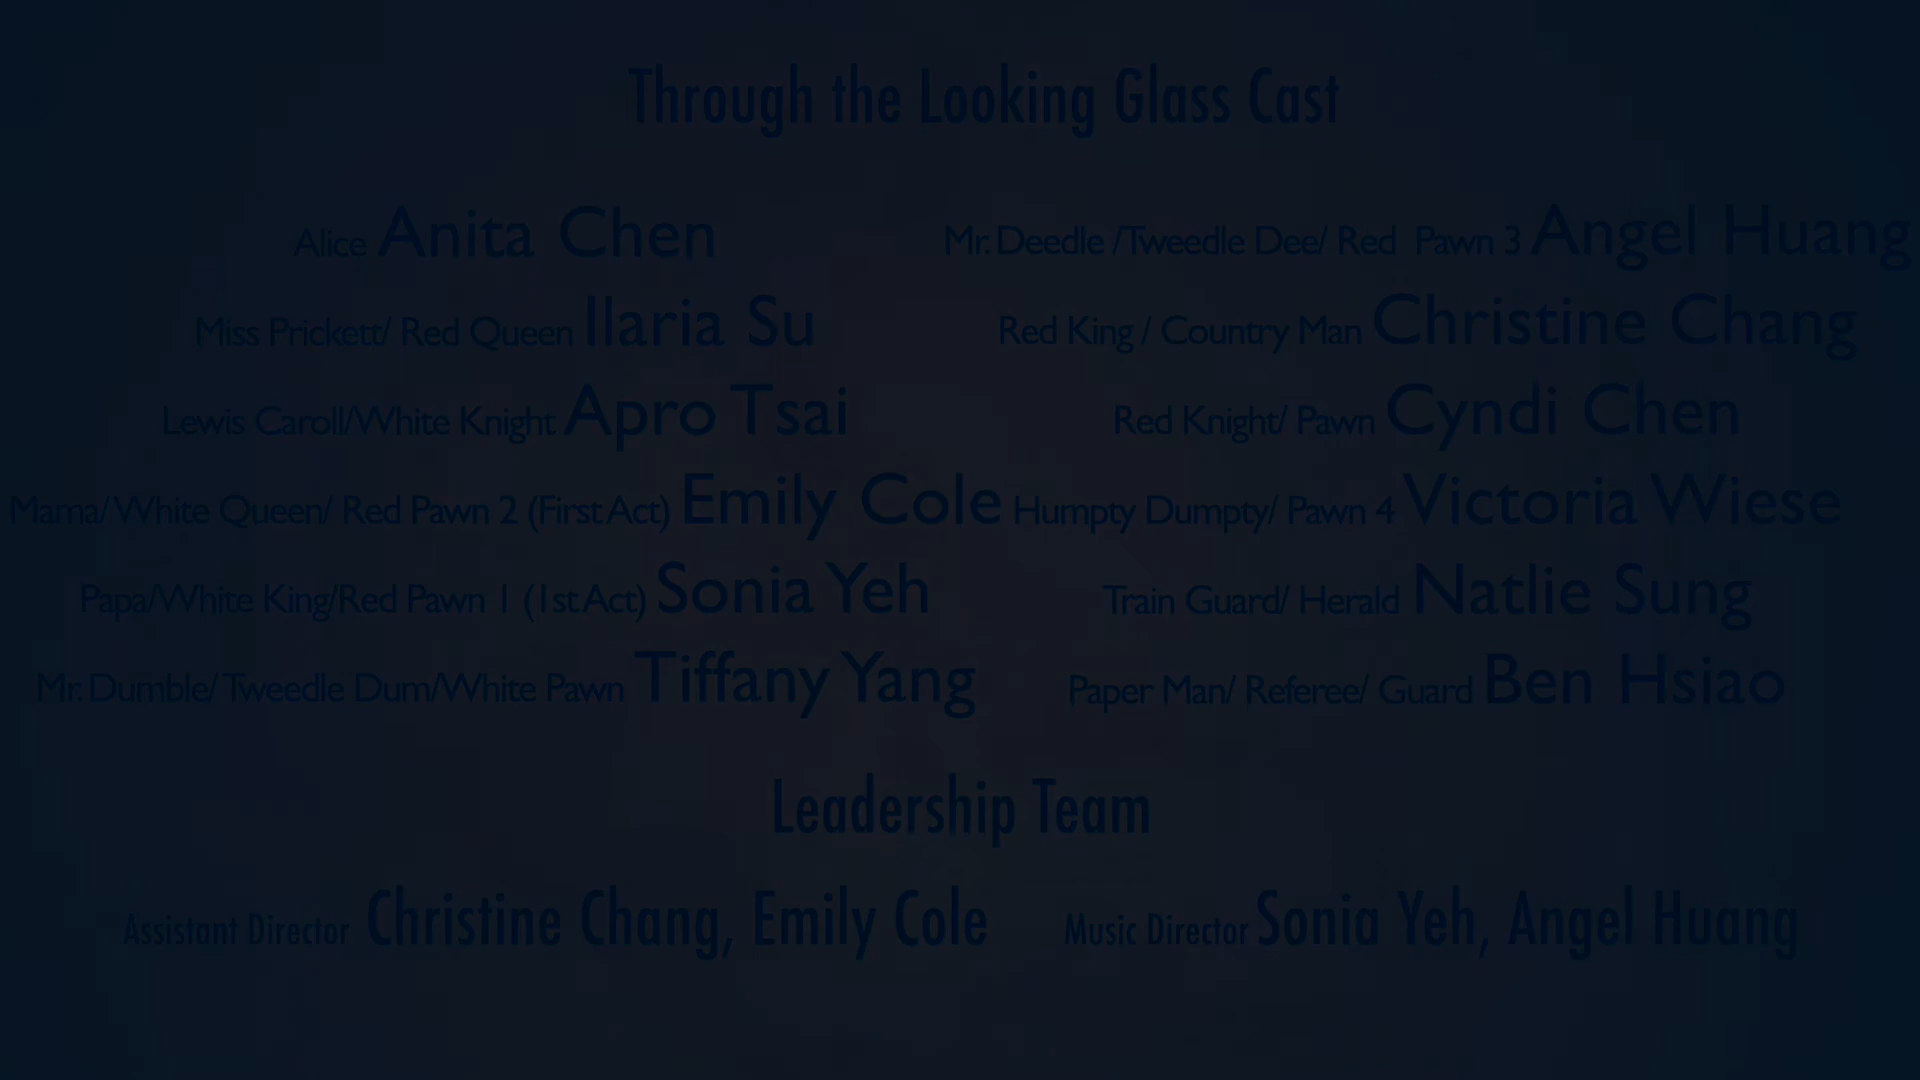 Through the Looking Glass Cast
Alice Anita Chen
Miss Prickett/ Red Queen Ilaria Su
Lewis Caroll/White Knight Apro Tsai
Mama/ White Queen/ Red Pawn 2 (First Act) Emily Cole
Papa/White King/Red Pawn 1 (1st Act) Sonia Yeh
Mr. Dumble/ Tweedle Dum/White Pawn Tiffany Yang
Mr. Deedle /Tweedle Dee/ Red Pawn 3 Angel Huang
Red King / Country Man Christine Chang
Red Knight/ Pawn Cyndi Chen
Humpty Dumpty/ Pawn 4 Victoria Wiese
Train Guard/ Herald Natlie Sung
Paper Man/ Referee/ Guard Ben Hsiao
Leadership Team
Assistant Director Christine Chang, Emily Cole
Music Director Sonia Yeh, Angel Huang